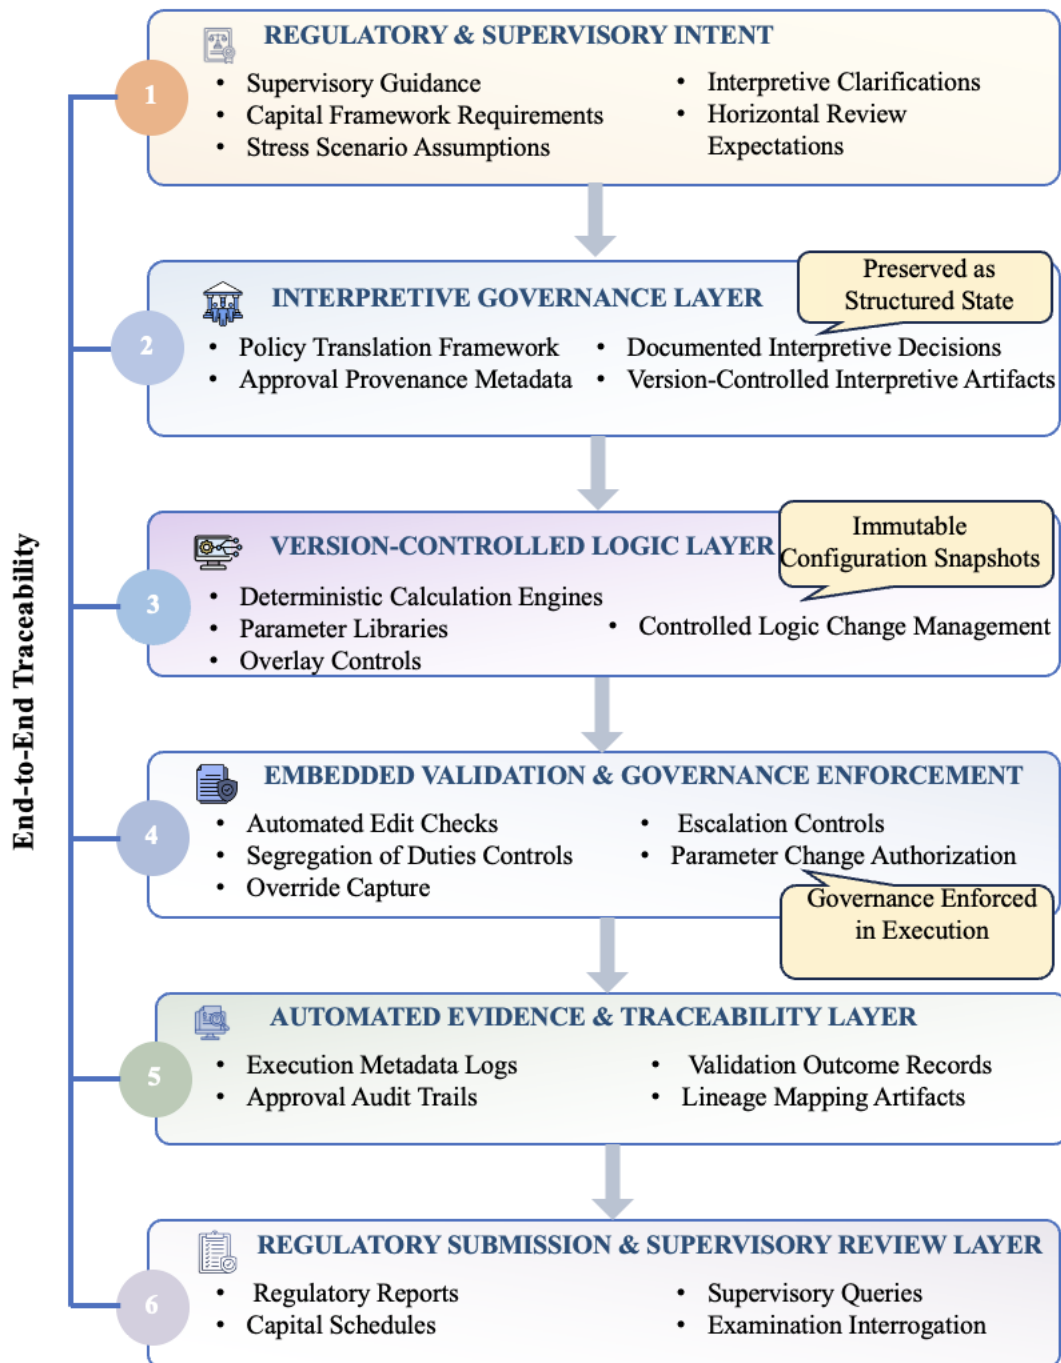 End-to-End Traceability
1
REGULATORY & SUPERVISORY INTENT
• Supervisory Guidance
• Capital Framework Requirements
• Stress Scenario Assumptions
• Interpretive Clarifications
• Horizontal Review
Expectations
2
INTERPRETIVE GOVERNANCE LAYER
Preserved as
Structured State
• Policy Translation Framework
• Approval Provenance Metadata
• Documented Interpretive Decisions
• Version-Controlled Interpretive Artifacts
3
VERSION-CONTROLLED LOGIC LAYER
Immutable
Configuration Snapshots
• Deterministic Calculation Engines
• Parameter Libraries
• Overlay Controls
• Controlled Logic Change Management
4
EMBEDDED VALIDATION & GOVERNANCE ENFORCEMENT
• Automated Edit Checks
• Segregation of Duties Controls
• Override Capture
• Escalation Controls
• Parameter Change Authorization
Governance Enforced
in Execution
5
AUTOMATED EVIDENCE & TRACEABILITY LAYER
• Execution Metadata Logs
• Approval Audit Trails
• Validation Outcome Records
• Lineage Mapping Artifacts
6
REGULATORY SUBMISSION & SUPERVISORY REVIEW LAYER
• Regulatory Reports
• Capital Schedules
• Supervisory Queries
• Examination Interrogation